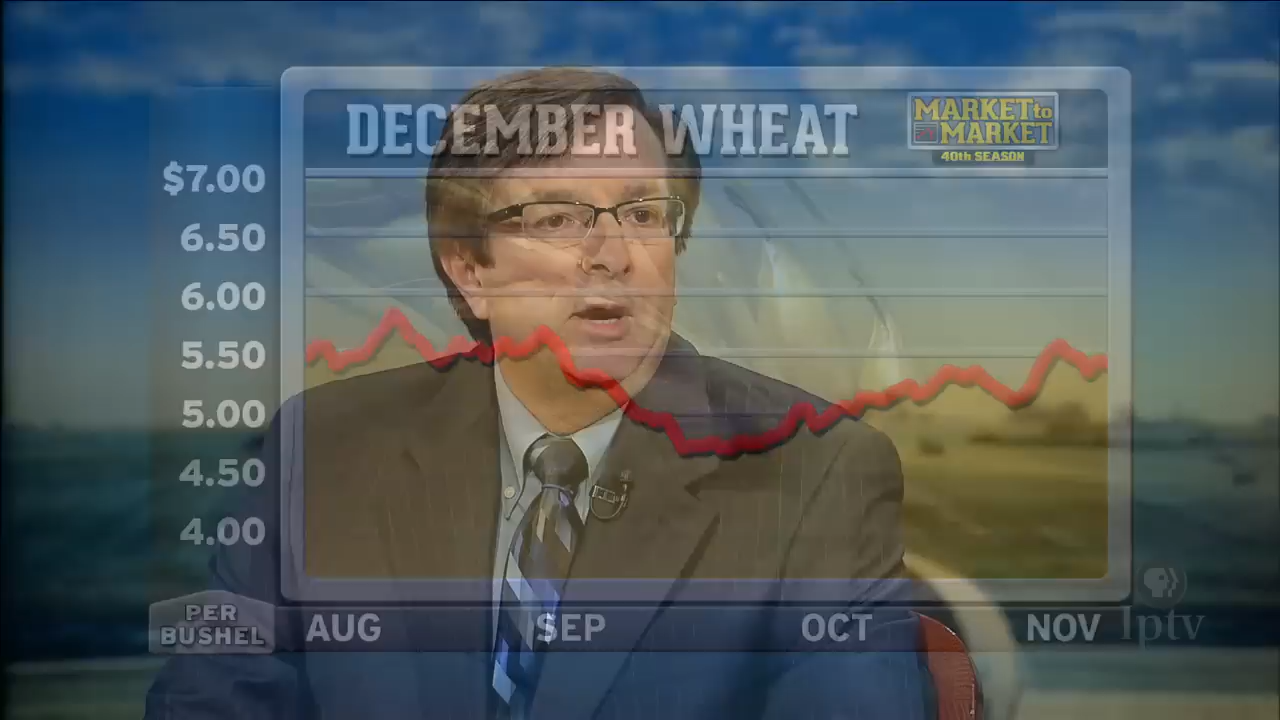 DECEMBER WHEAT
MARKET to
MARKET
40th SEASON
$7.00
6.50
6.00
5.50
5.00
4.50
4.00
PER
BUSHEL
AUG
SEP
OCT
NOV
Iptv